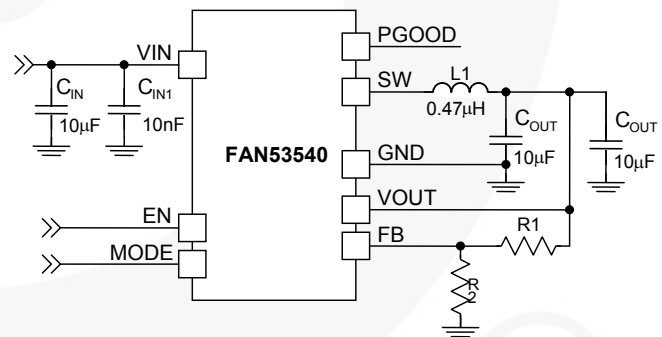 PGOOD
VIN
SW
L1
0.47μH
C_IN
10μF
C_IN1
10nF
C_OUT
10μF
C_OUT
10μF
FAN53540
GND
VOUT
EN
FB
R1
MODE
R
2